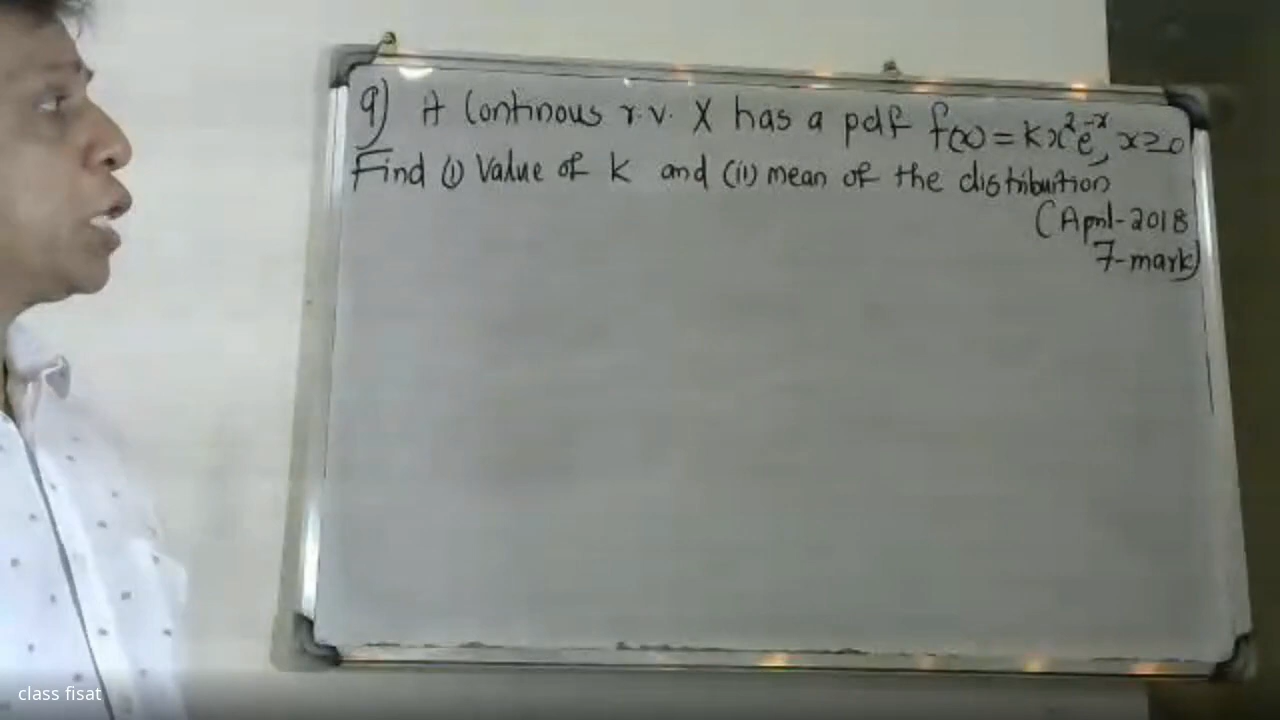 9) A Continous r.v. X has a pdf f(x) = kx²e⁻ˣ, x≥0
Find (i) Value of k and (ii) mean of the distribuition
(April-2018
7-mark)
class fisat